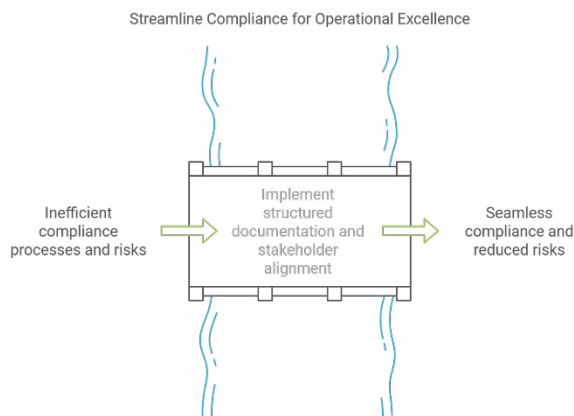 Streamline Compliance for Operational Excellence
Inefficient
compliance
processes and risks
Implement
structured
documentation and
stakeholder
alignment
Seamless
compliance and
reduced risks